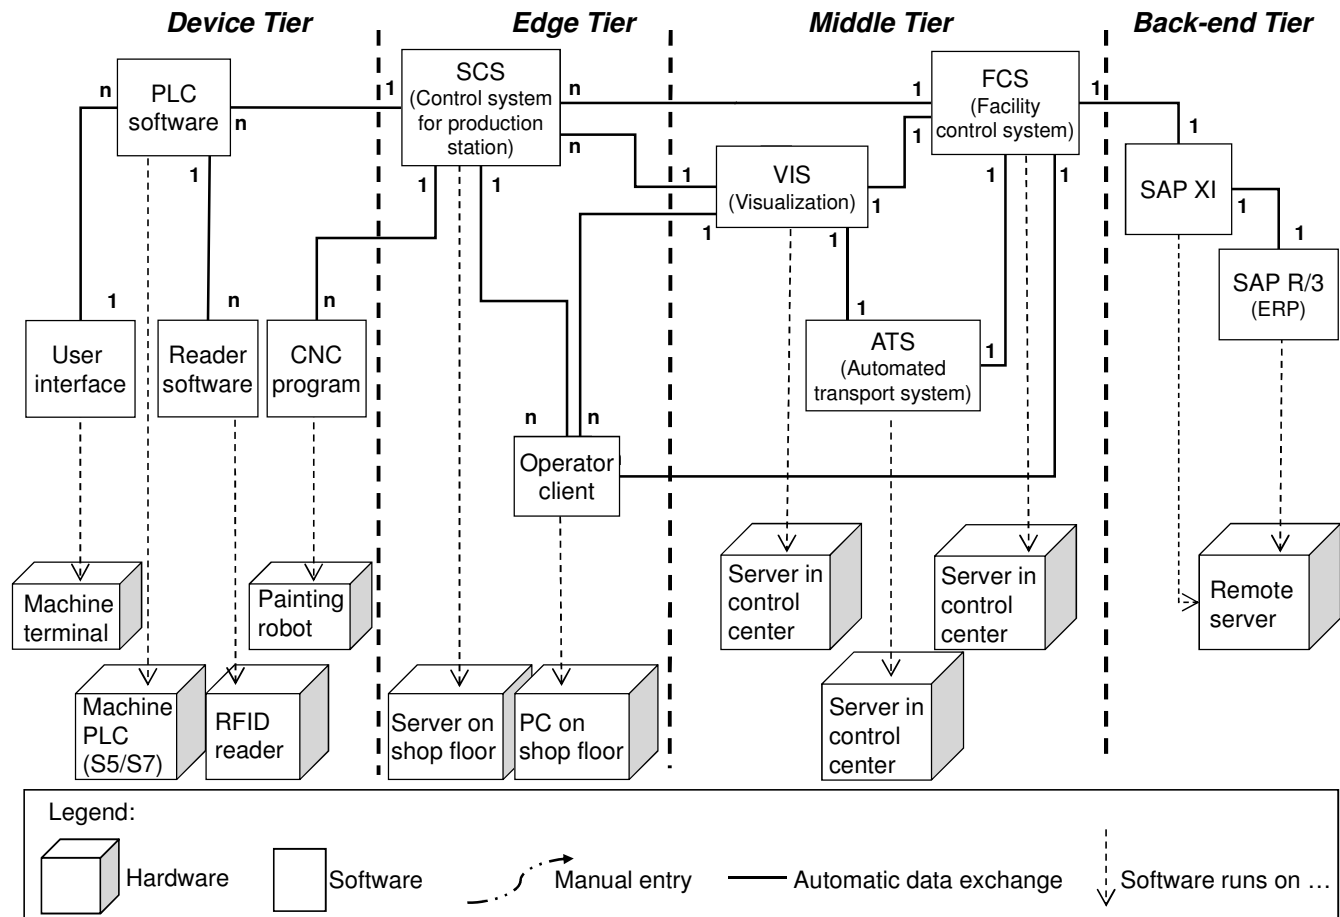 Device Tier
Edge Tier
Middle Tier
Back-end Tier
PLC
software
n
n
1
1
SCS
(Control system
for production
station)
n
n
1
1
1
FCS
(Facility
control system)
1
1
1
1
1
VIS
(Visualization)
1
1
1
1
SAP XI
1
1
SAP R/3
(ERP)
1
User
interface
1
Reader
software
n
CNC
program
n
ATS
(Automated
transport system)
1
1
Operator
client
n
n
Machine
terminal
Painting
robot
Server in
control
center
Server in
control
center
Remote
server
Machine
PLC
(S5/S7)
RFID
reader
Server on
shop floor
PC on
shop floor
Server in
control
center
Legend:
Hardware
Software
Manual entry
Automatic data exchange
Software runs on …